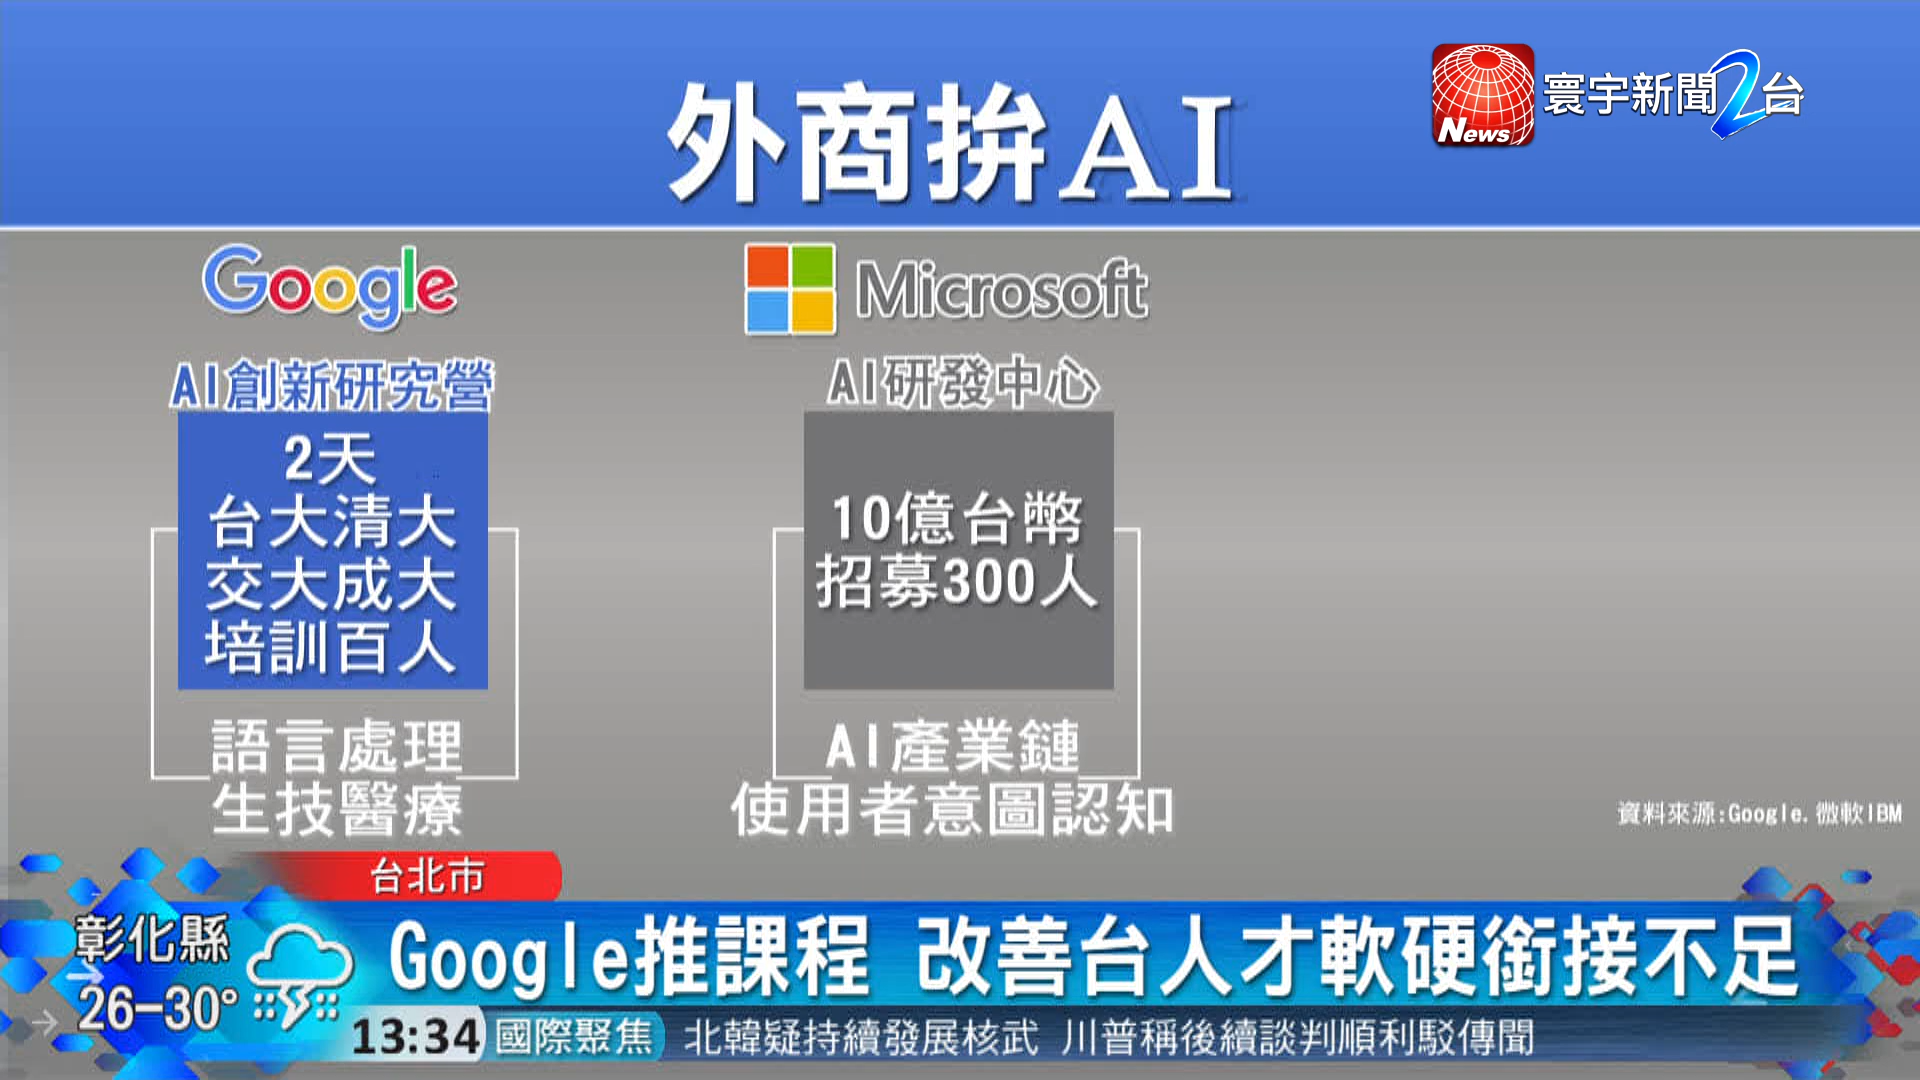 外商拚AI
News
寰宇新聞2台
Google
AI創新研究營
2天
台大清大
交大成大
培訓百人
語言處理
生技醫療
Microsoft
AI研發中心
10億台幣
招募300人
AI產業鏈
使用者意圖認知
資料來源:Google.微軟IBM
台北市
彰化縣
26-30°
Google推課程 改善台人才軟硬銜接不足
13:34
國際聚焦
北韓疑持續發展核武 川普稱後續談判順利駁傳聞